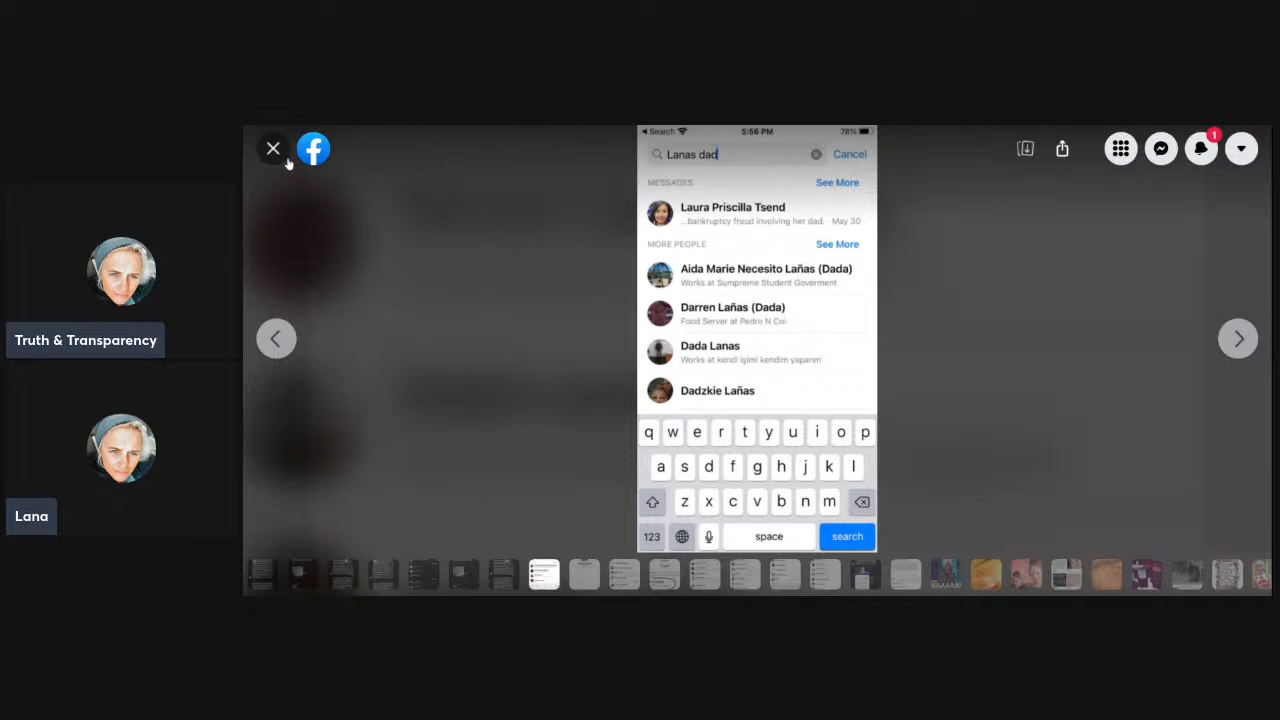 Truth & Transparency
Lana
Search
5:56 PM
78%
Lanas dad
Cancel
MESSAGES
See More
Laura Priscilla Tsend
...bankruptcy fraud involving her dad. · May 30
MORE PEOPLE
See More
Aida Marie Necesito Lañas (Dada)
Works at Sumpreme Student Goverment
Darren Lañas (Dada)
Food Server at Pedro N Coi
Dada Lanas
Works at kendi işimi kendim yaparım
Dadzkie Lañas
q w e r t y u i o p
a s d f g h j k l
z x c v b n m
123
space
search
1